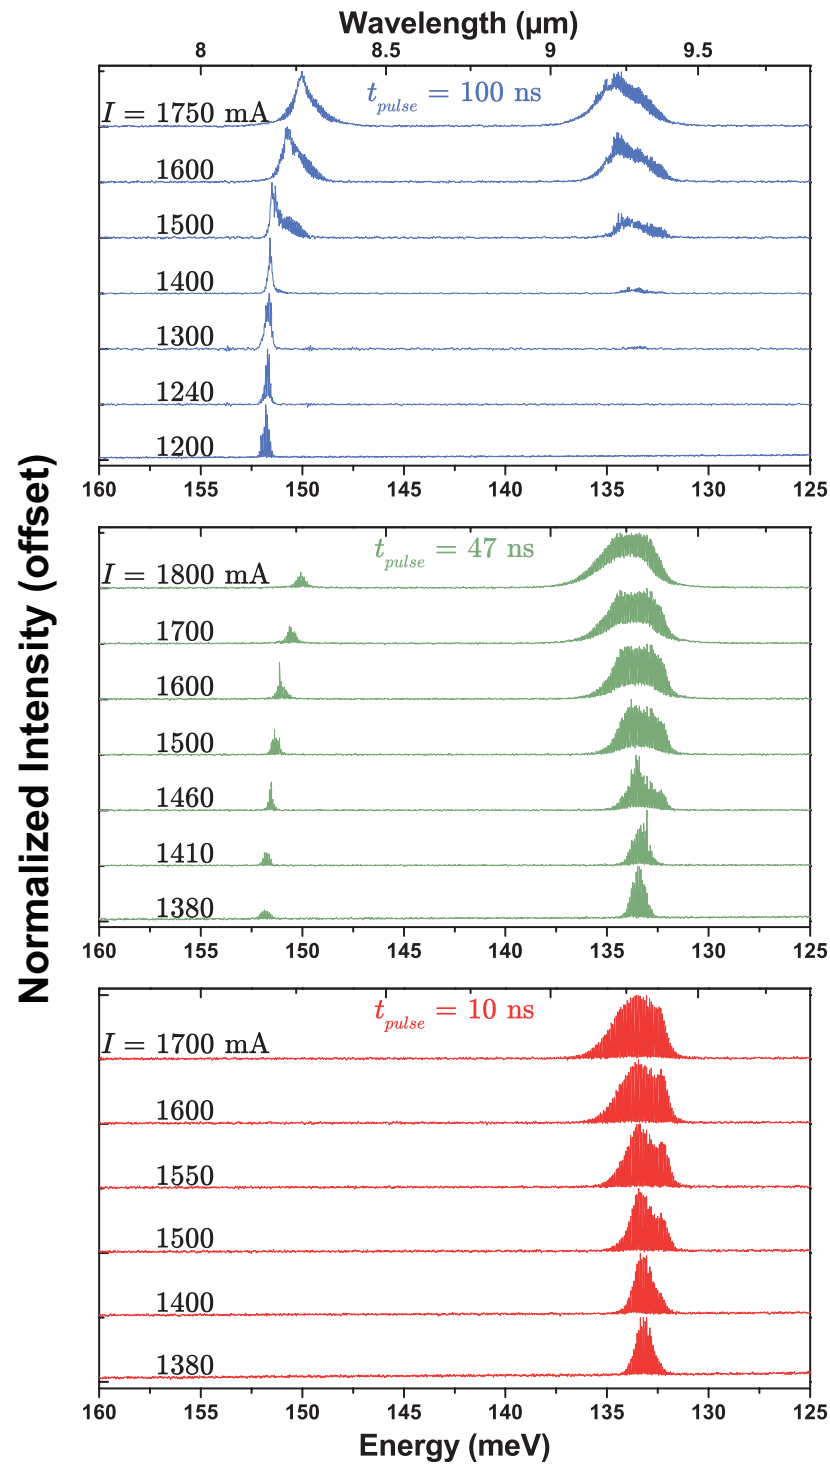 Wavelength (µm)
8 8.5 9 9.5
t_pulse = 100 ns
I = 1750 mA
1600
1500
1400
1300
1240
1200
160 155 150 145 140 135 130 125
Normalized Intensity (offset)
t_pulse = 47 ns
I = 1800 mA
1700
1600
1500
1460
1410
1380
160 155 150 145 140 135 130 125
t_pulse = 10 ns
I = 1700 mA
1600
1550
1500
1400
1380
160 155 150 145 140 135 130 125
Energy (meV)